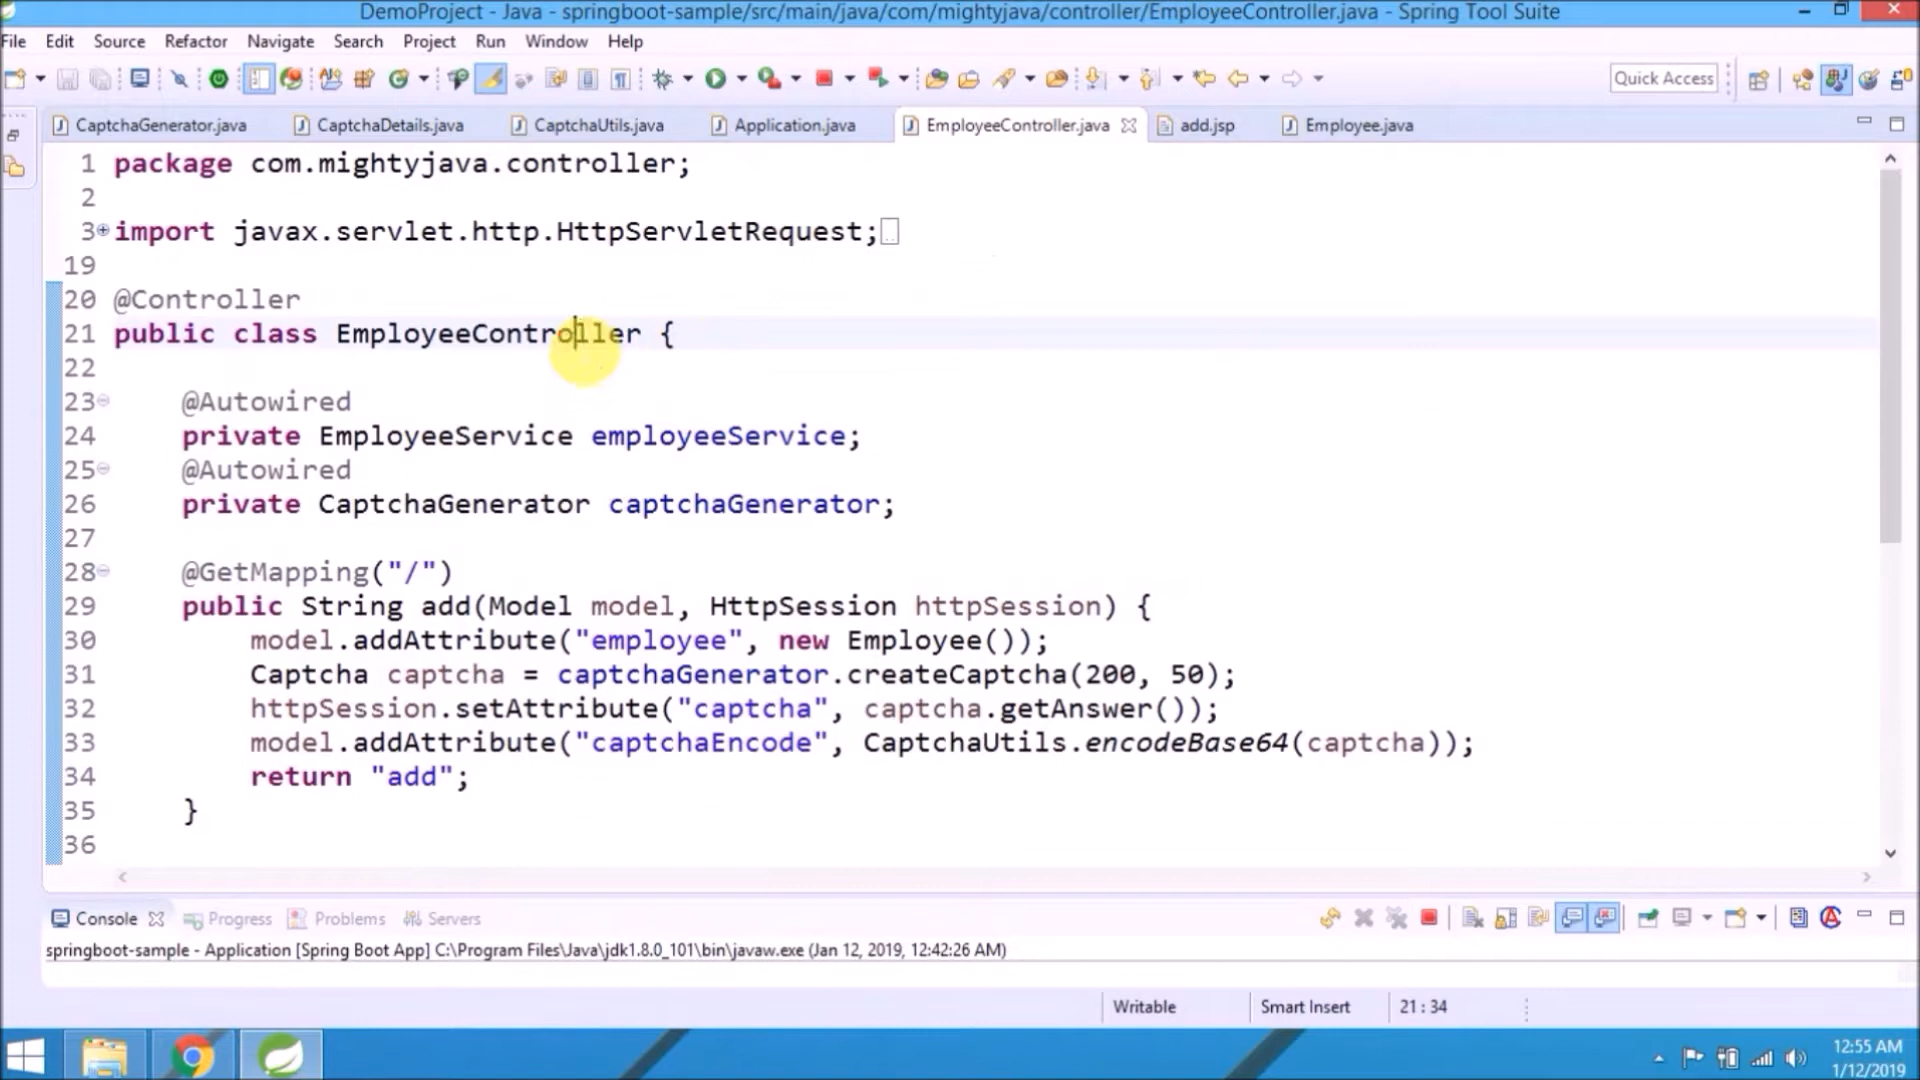 DemoProject - Java - springboot-sample/src/main/java/com/mightyjava/controller/EmployeeController.java - Spring Tool Suite
File Edit Source Refactor Navigate Search Project Run Window Help
Quick Access
CaptchaGenerator.java CaptchaDetails.java CaptchaUtils.java Application.java EmployeeController.java add.jsp Employee.java
1 package com.mightyjava.controller;
2
3 import javax.servlet.http.HttpServletRequest;
19
20 @Controller
21 public class EmployeeController {
22
23 @Autowired
24 private EmployeeService employeeService;
25 @Autowired
26 private CaptchaGenerator captchaGenerator;
27
28 @GetMapping("/")
29 public String add(Model model, HttpSession httpSession) {
30 model.addAttribute("employee", new Employee());
31 Captcha captcha = captchaGenerator.createCaptcha(200, 50);
32 httpSession.setAttribute("captcha", captcha.getAnswer());
33 model.addAttribute("captchaEncode", CaptchaUtils.encodeBase64(captcha));
34 return "add";
35 }
36
Console Progress Problems Servers
springboot-sample - Application [Spring Boot App] C:\Program Files\Java\jdk1.8.0_101\bin\javaw.exe (Jan 12, 2019, 12:42:26 AM)
Writable Smart Insert 21 : 34
12:55 AM
1/12/2019